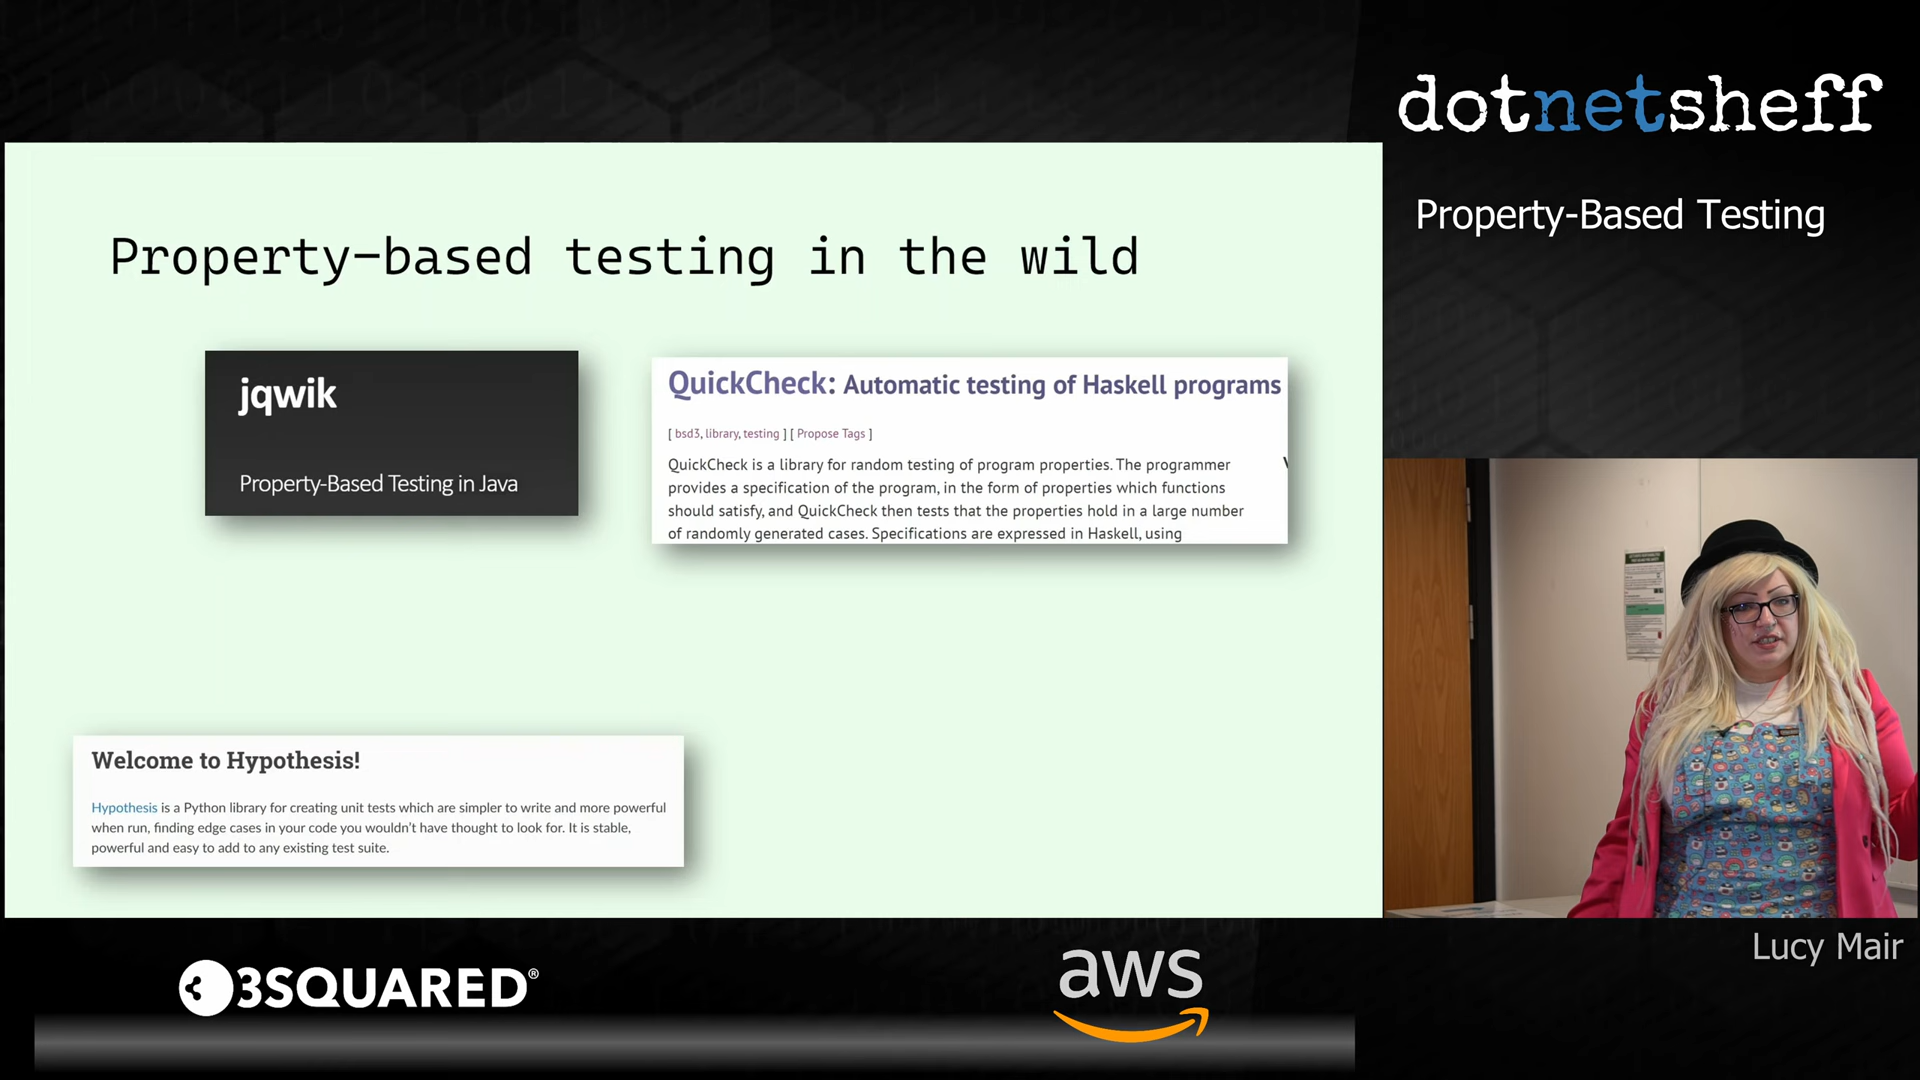 dotnetsheff
Property-Based Testing
Property-based testing in the wild
jqwik
Property-Based Testing in Java
QuickCheck: Automatic testing of Haskell programs
[ bsd3, library, testing ] [ Propose Tags ]
QuickCheck is a library for random testing of program properties. The programmer
provides a specification of the program, in the form of properties which functions
should satisfy, and QuickCheck then tests that the properties hold in a large number
of randomly generated cases. Specifications are expressed in Haskell, using
Welcome to Hypothesis!
Hypothesis is a Python library for creating unit tests which are simpler to write and more powerful
when run, finding edge cases in your code you wouldn't have thought to look for. It is stable,
powerful and easy to add to any existing test suite.
Lucy Mair
3SQUARED®
aws